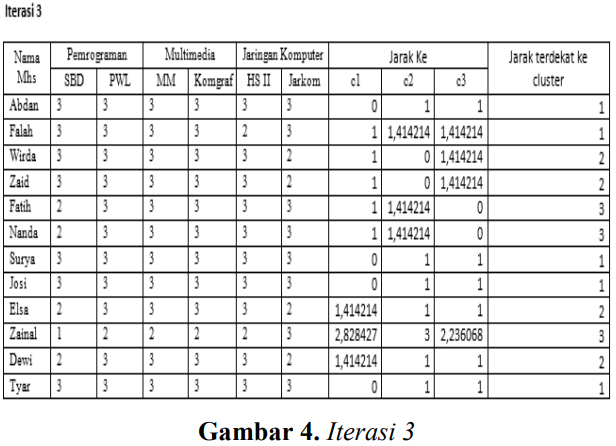 Iterasi 3
Nama Mhs Pemrograman Multimedia Jaringan Komputer Jarak Ke Jarak terdekat ke cluster
SBD PWL MM Komgraf HS II Jarkom c1 c2 c3
Abdan 3 3 3 3 3 3 0 1 1 1
Falah 3 3 3 3 2 3 1 1,414214 1,414214 1
Wirda 3 3 3 3 3 2 1 0 1,414214 2
Zaid 3 3 3 3 3 2 1 0 1,414214 2
Fatih 2 3 3 3 3 3 1 1,414214 0 3
Nanda 2 3 3 3 3 3 1 1,414214 0 3
Surya 3 3 3 3 3 3 0 1 1 1
Josi 3 3 3 3 3 3 0 1 1 1
Elsa 2 3 3 3 3 2 1,414214 1 1 2
Zainal 1 2 2 2 2 3 2,828427 3 2,236068 3
Dewi 2 3 3 3 3 2 1,414214 1 1 2
Tyar 3 3 3 3 3 3 0 1 1 1
Gambar 4. Iterasi 3